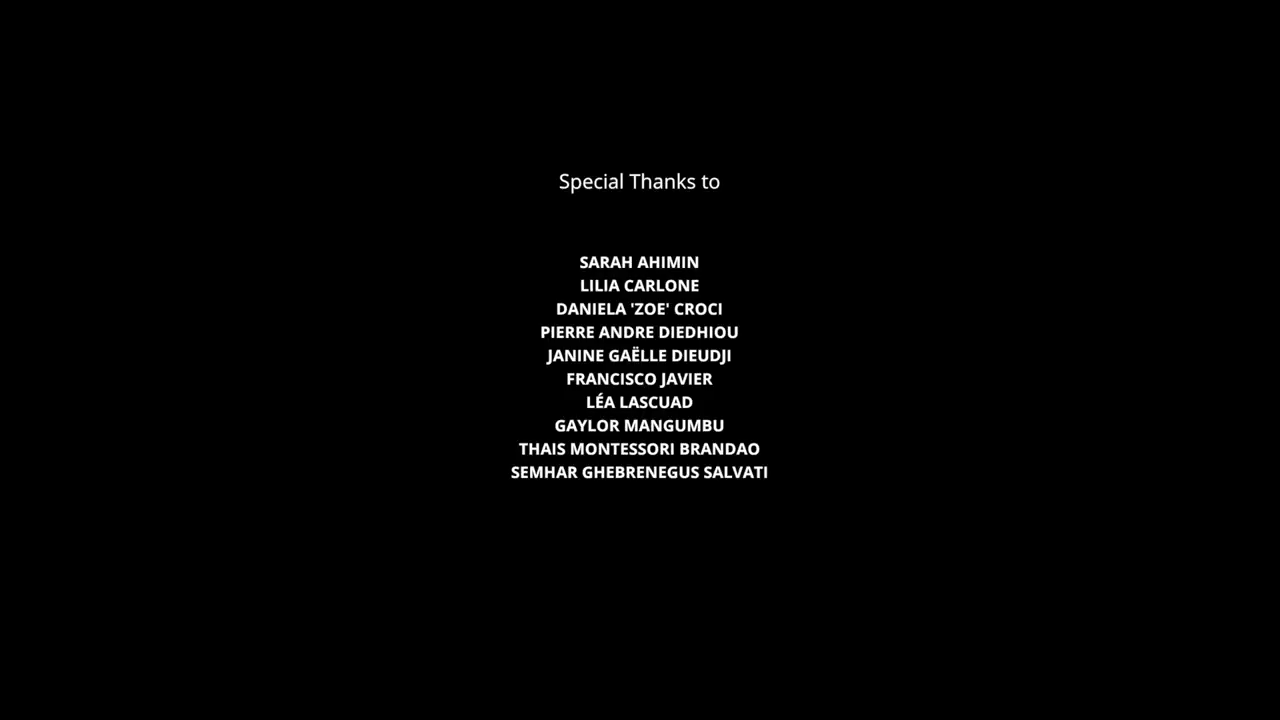 Special Thanks to
SARAH AHIMIN
LILIA CARLONE
DANIELA 'ZOE' CROCI
PIERRE ANDRE DIEDHIOU
JANINE GAËLLE DIEUDJI
FRANCISCO JAVIER
LÉA LASCUAD
GAYLOR MANGUMBU
THAIS MONTESSORI BRANDAO
SEMHAR GHEBRENEGUS SALVATI